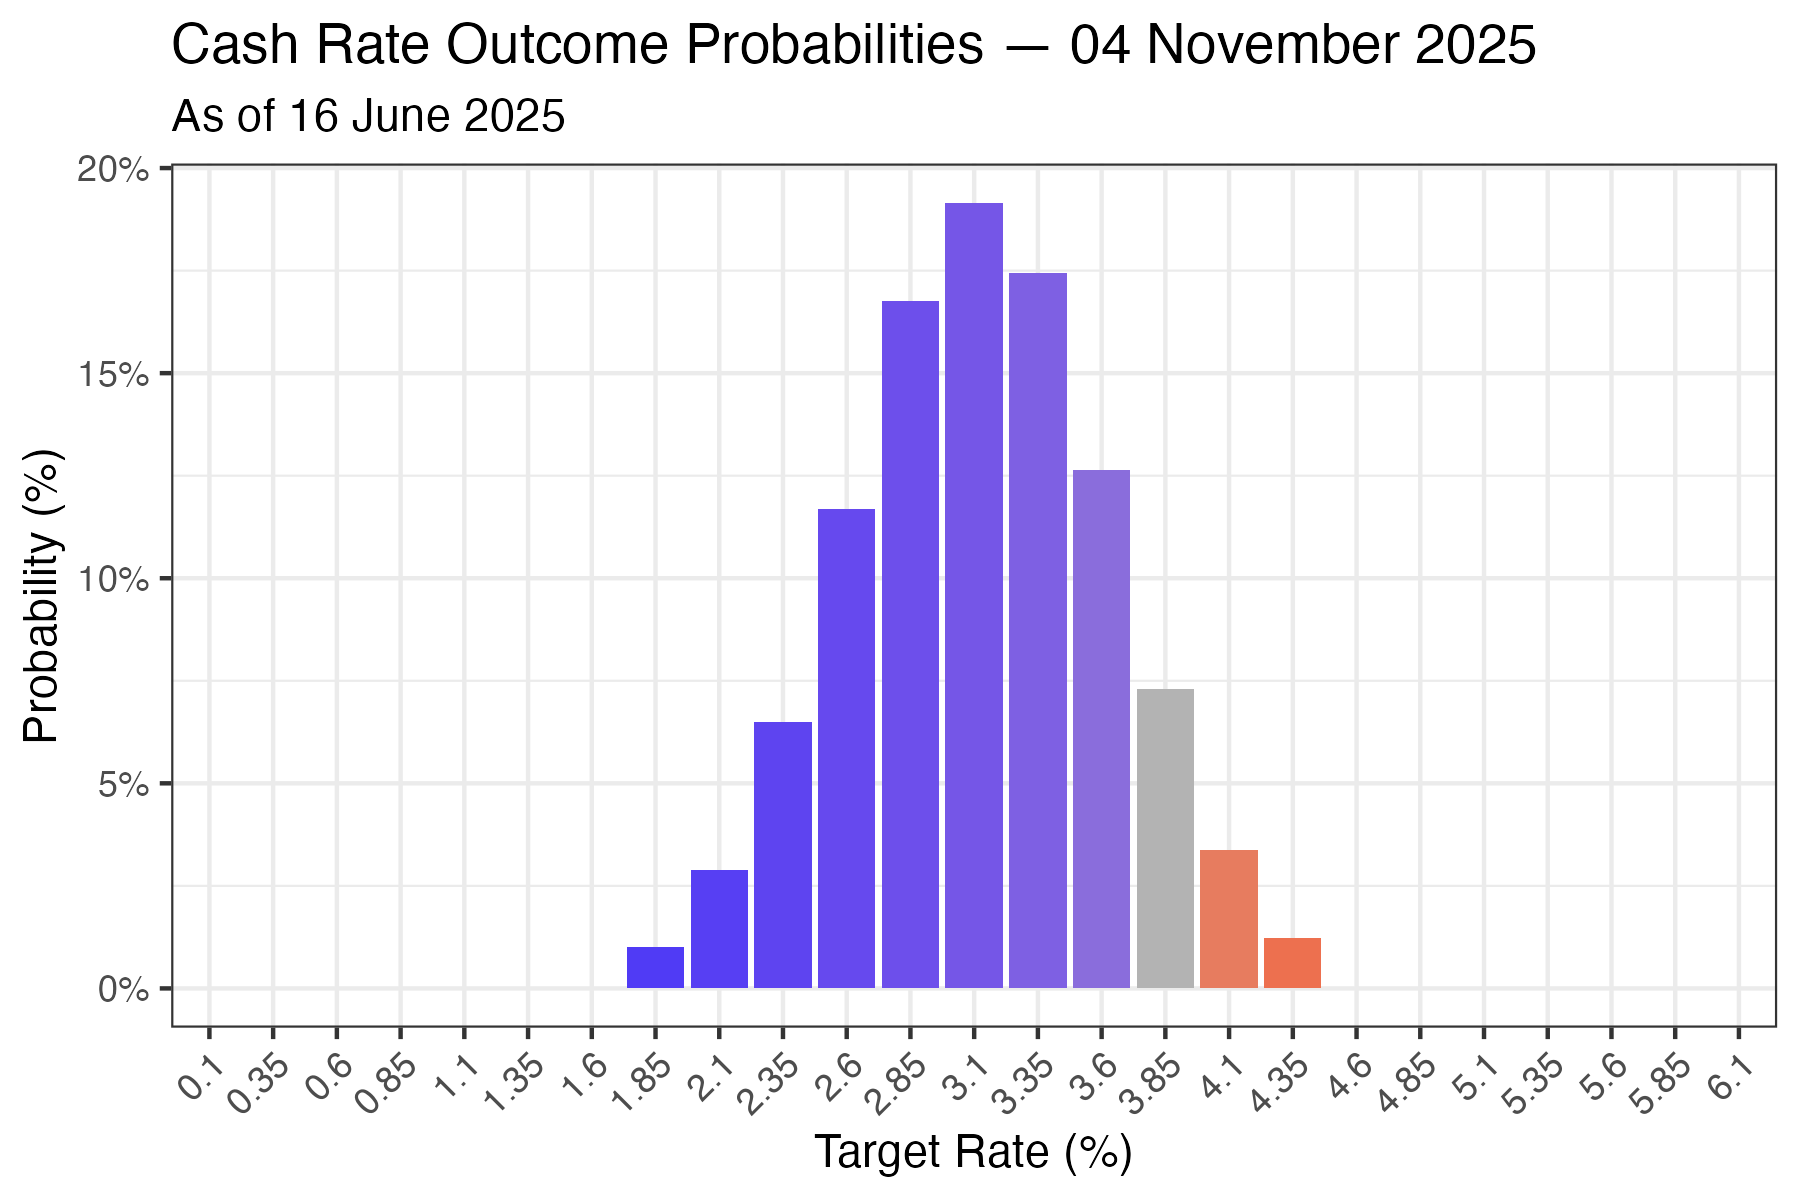 Cash Rate Outcome Probabilities — 04 November 2025
As of 16 June 2025
Probability (%)
20%
15%
10%
5%
0%
0.1 0.35 0.6 0.85 1.1 1.35 1.6 1.85 2.1 2.35 2.6 2.85 3.1 3.35 3.6 3.85 4.1 4.35 4.6 4.85 5.1 5.35 5.6 5.85 6.1
Target Rate (%)